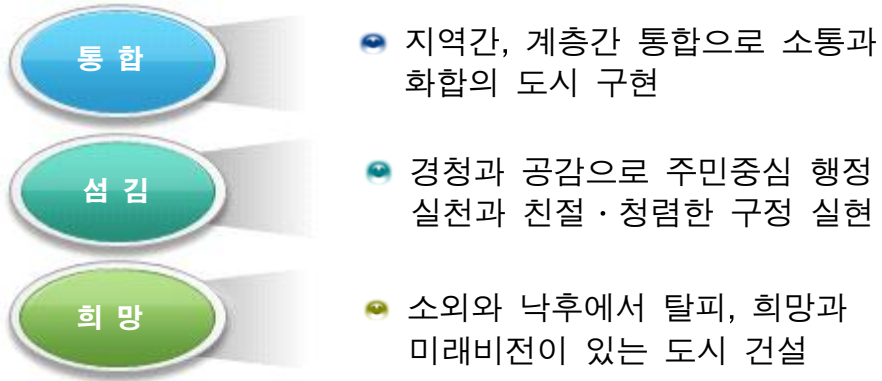 통 합
지역간, 계층간 통합으로 소통과
화합의 도시 구현
섬 김
경청과 공감으로 주민중심 행정
실천과 친절 · 청렴한 구정 실현
희 망
소외와 낙후에서 탈피, 희망과
미래비전이 있는 도시 건설